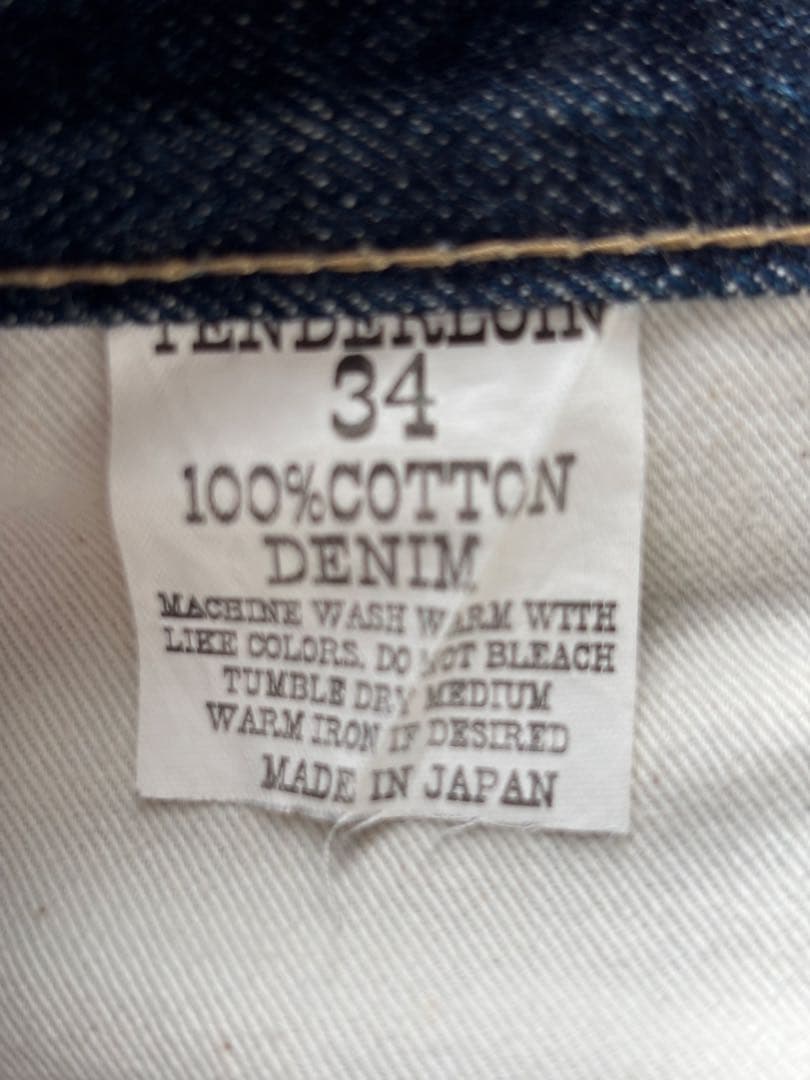 TENDERLOIN
34
100%COTTON
DENIM
MACHINE WASH WARM WITH
LIKE COLORS. DO NOT BLEACH
TUMBLE DRY MEDIUM
WARM IRON IF DESIRED
MADE IN JAPAN